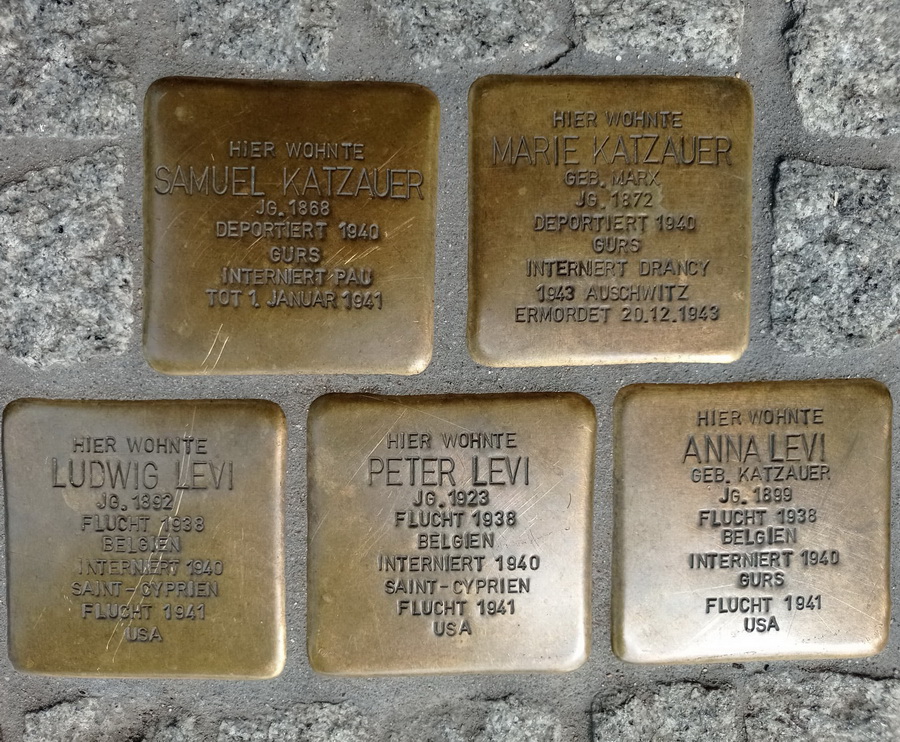 HIER WOHNTE
SAMUEL KATZAUER
JG. 1868
DEPORTIERT 1940
GURS
INTERNIERT PAU
TOT 1. JANUAR 1941
HIER WOHNTE
MARIE KATZAUER
GEB. MARX
JG. 1872
DEPORTIERT 1940
GURS
INTERNIERT DRANCY
1943 AUSCHWITZ
ERMORDET 20.12.1943
HIER WOHNTE
LUDWIG LEVI
JG. 1892
FLUCHT 1938
BELGIEN
INTERNIERT 1940
SAINT-CYPRIEN
FLUCHT 1941
USA
HIER WOHNTE
PETER LEVI
JG. 1923
FLUCHT 1938
BELGIEN
INTERNIERT 1940
SAINT-CYPRIEN
FLUCHT 1941
USA
HIER WOHNTE
ANNA LEVI
GEB. KATZAUER
JG. 1899
FLUCHT 1938
BELGIEN
INTERNIERT 1940
GURS
FLUCHT 1941
USA